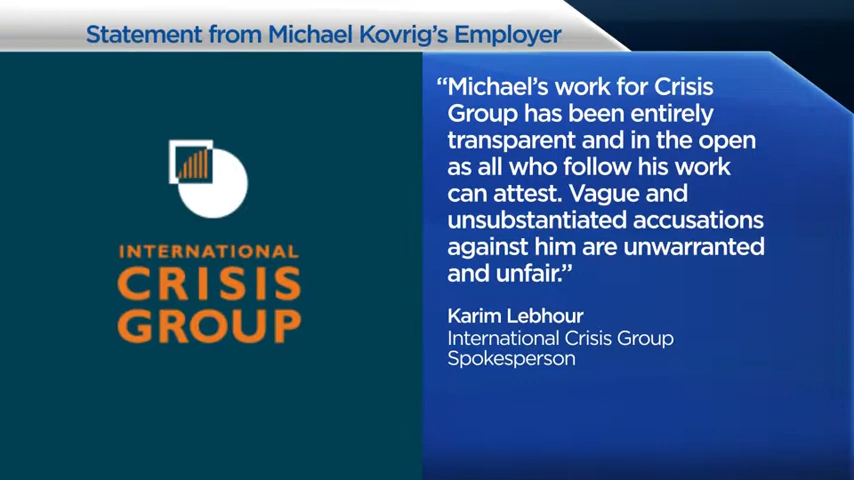 Statement from Michael Kovrig's Employer
INTERNATIONAL
CRISIS
GROUP
“Michael’s work for Crisis
Group has been entirely
transparent and in the open
as all who follow his work
can attest. Vague and
unsubstantiated accusations
against him are unwarranted
and unfair.”
Karim Lebhour
International Crisis Group
Spokesperson